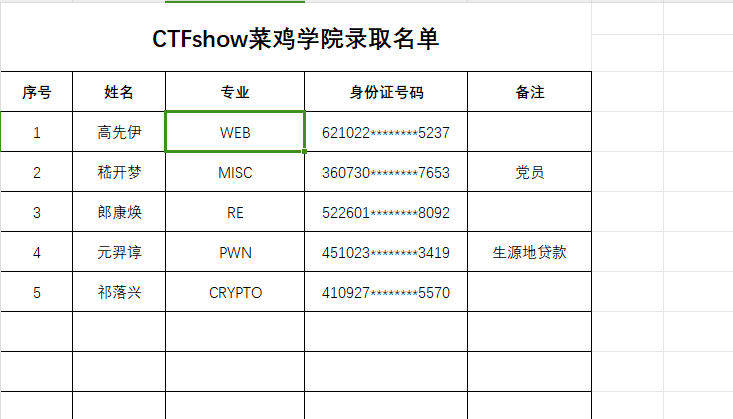 CTFshow菜鸡学院录取名单
序号 姓名 专业 身份证号码 备注
1 高先伊 WEB 621022********5237
2 嵇开梦 MISC 360730********7653 党员
3 郎康焕 RE 522601********8092
4 元羿谆 PWN 451023********3419 生源地贷款
5 祁落兴 CRYPTO 410927********5570